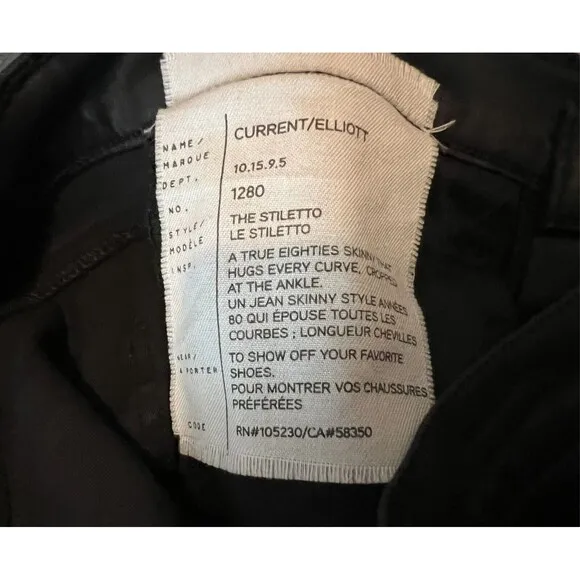 NAME/
MARQUE
CURRENT/ELLIOTT
DEPT.
10.15.9.5
NO.
1280
STYLE/
MODÈLE
THE STILETTO
LE STILETTO
INSP.
A TRUE EIGHTIES SKINNY THAT
HUGS EVERY CURVE, CROPPED
AT THE ANKLE.
UN JEAN SKINNY STYLE ANNÉES
80 QUI ÉPOUSE TOUTES LES
COURBES ; LONGUEUR CHEVILLES
WEAR/
À PORTER
TO SHOW OFF YOUR FAVORITE
SHOES.
POUR MONTRER VOS CHAUSSURES
PRÉFÉRÉES
CODE
RN#105230/CA#58350